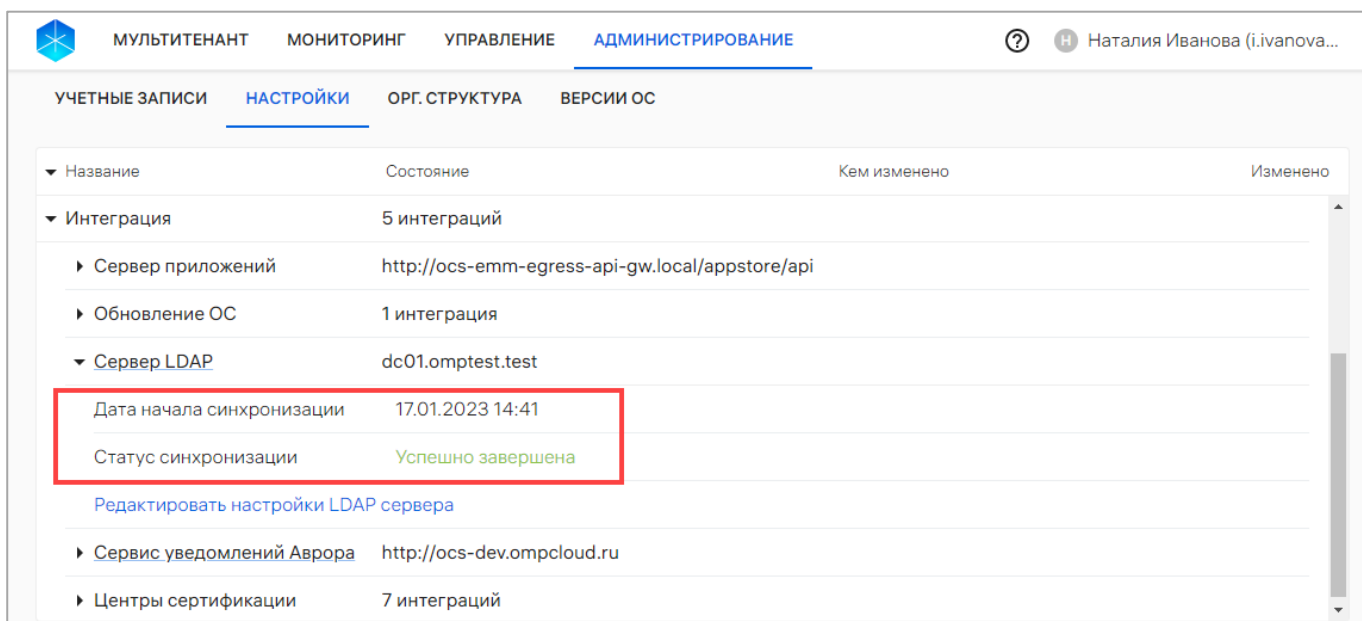 МУЛЬТИТЕНАНТ МОНИТОРИНГ УПРАВЛЕНИЕ АДМИНИСТРИРОВАНИЕ ? Н Наталия Иванова (i.ivanova...
УЧЕТНЫЕ ЗАПИСИ НАСТРОЙКИ ОРГ. СТРУКТУРА ВЕРСИИ ОС
Название Состояние Кем изменено Изменено
Интеграция 5 интеграций
Сервер приложений http://ocs-emm-egress-api-gw.local/appstore/api
Обновление ОС 1 интеграция
Сервер LDAP dc01.omptest.test
Дата начала синхронизации 17.01.2023 14:41
Статус синхронизации Успешно завершена
Редактировать настройки LDAP сервера
Сервис уведомлений Аврора http://ocs-dev.ompcloud.ru
Центры сертификации 7 интеграций